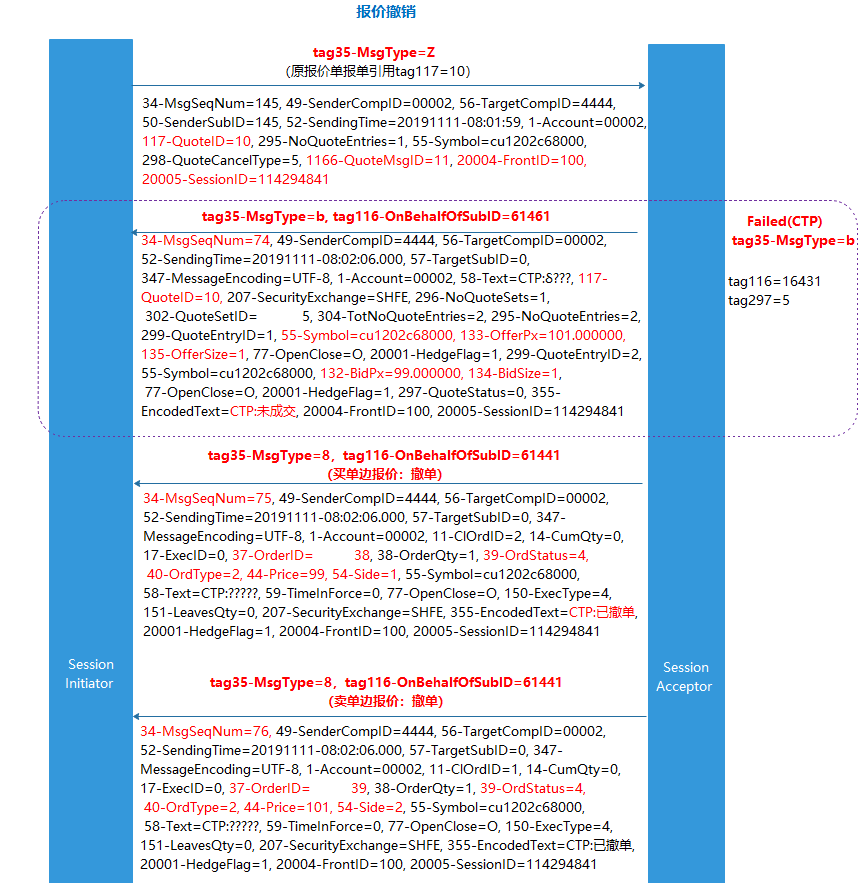 报价撤销
tag35-MsgType=Z
（原报价单报单引用tag117=10）
34-MsgSeqNum=145, 49-SenderCompID=00002, 56-TargetCompID=4444,
50-SenderSubID=145, 52-SendingTime=20191111-08:01:59, 1-Account=00002,
117-QuoteID=10, 295-NoQuoteEntries=1, 55-Symbol=cu1202c68000,
298-QuoteCancelType=5, 1166-QuoteMsgID=11, 20004-FrontID=100,
20005-SessionID=114294841
tag35-MsgType=b, tag116-OnBehalfOfSubID=61461
34-MsgSeqNum=74, 49-SenderCompID=4444, 56-TargetCompID=00002,
52-SendingTime=20191111-08:02:06.000, 57-TargetSubID=0,
347-MessageEncoding=UTF-8, 1-Account=00002, 58-Text=CTP:δ???, 117-
QuoteID=10, 207-SecurityExchange=SHFE, 296-NoQuoteSets=1,
302-QuoteSetID=           5, 304-TotNoQuoteEntries=2, 295-NoQuoteEntries=2,
299-QuoteEntryID=1, 55-Symbol=cu1202c68000, 133-OfferPx=101.000000,
135-OfferSize=1, 77-OpenClose=O, 20001-HedgeFlag=1, 299-QuoteEntryID=2,
55-Symbol=cu1202c68000, 132-BidPx=99.000000, 134-BidSize=1,
77-OpenClose=O, 20001-HedgeFlag=1, 297-QuoteStatus=0, 355-
EncodedText=CTP:未成交, 20004-FrontID=100, 20005-SessionID=114294841
Failed(CTP)
tag35-MsgType=b
tag116=16431
tag297=5
tag35-MsgType=8，tag116-OnBehalfOfSubID=61441
(买单边报价：撤单)
34-MsgSeqNum=75, 49-SenderCompID=4444, 56-TargetCompID=00002,
52-SendingTime=20191111-08:02:06.000, 57-TargetSubID=0, 347-
MessageEncoding=UTF-8, 1-Account=00002, 11-ClOrdID=2, 14-CumQty=0,
17-ExecID=0, 37-OrderID=          38, 38-OrderQty=1, 39-OrdStatus=4,
40-OrdType=2, 44-Price=99, 54-Side=1, 55-Symbol=cu1202c68000,
58-Text=CTP:?????, 59-TimeInForce=0, 77-OpenClose=O, 150-ExecType=4,
151-LeavesQty=0, 207-SecurityExchange=SHFE, 355-EncodedText=CTP:已撤单,
20001-HedgeFlag=1, 20004-FrontID=100, 20005-SessionID=114294841
Session
Initiator
Session
Acceptor
tag35-MsgType=8，tag116-OnBehalfOfSubID=61441
(卖单边报价：撤单)
34-MsgSeqNum=76, 49-SenderCompID=4444, 56-TargetCompID=00002,
52-SendingTime=20191111-08:02:06.000, 57-TargetSubID=0, 347-
MessageEncoding=UTF-8, 1-Account=00002, 11-ClOrdID=1, 14-CumQty=0,
17-ExecID=0, 37-OrderID=          39, 38-OrderQty=1, 39-OrdStatus=4,
40-OrdType=2, 44-Price=101, 54-Side=2, 55-Symbol=cu1202c68000,
58-Text=CTP:?????, 59-TimeInForce=0, 77-OpenClose=O, 150-ExecType=4,
151-LeavesQty=0, 207-SecurityExchange=SHFE, 355-EncodedText=CTP:已撤单,
20001-HedgeFlag=1, 20004-FrontID=100, 20005-SessionID=114294841